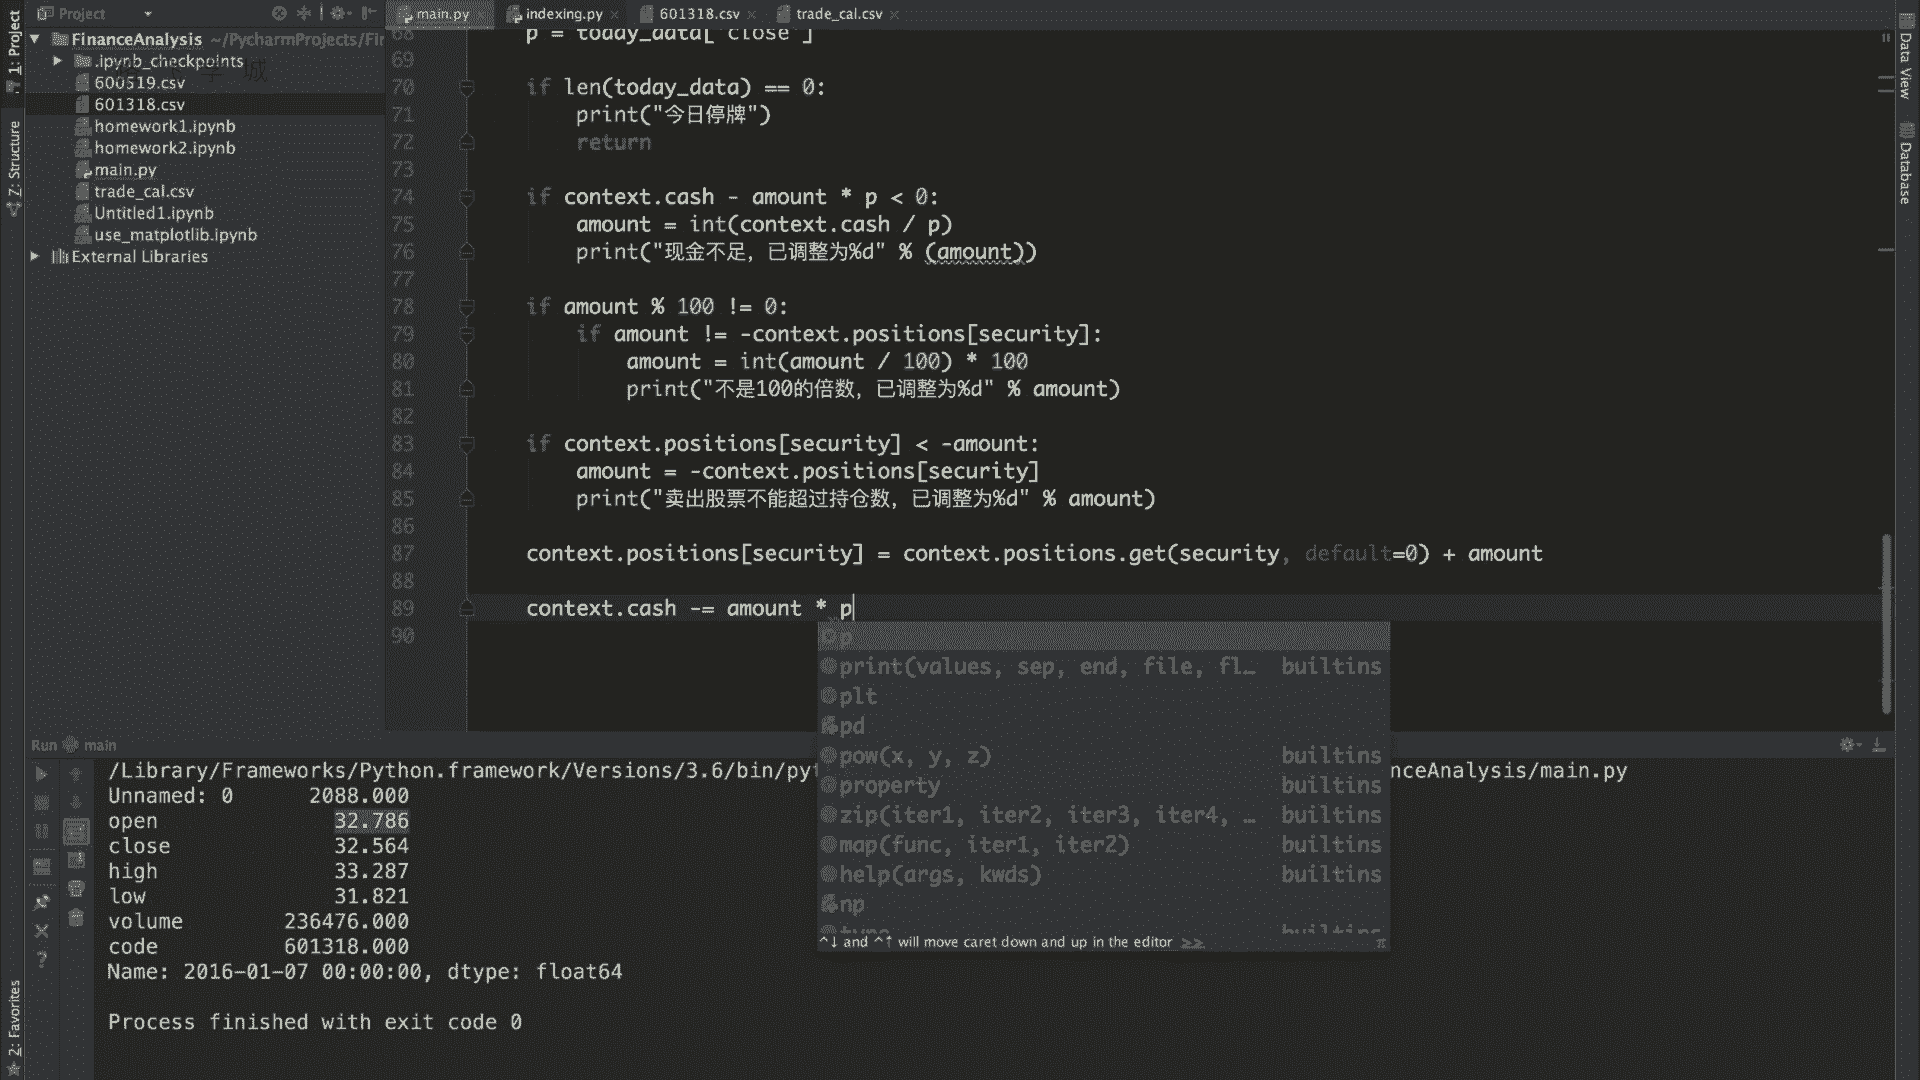 Project
main.py
indexing.py
601318.csv
trade_cal.csv
1: Project
Z: Structure
2: Favorites
Data View
Database
FinanceAnalysis ~/PycharmProjects/Fir
.ipynb_checkpoints
600519.csv
601318.csv
homework1.ipynb
homework2.ipynb
main.py
trade_cal.csv
Untitled1.ipynb
use_matplotlib.ipynb
External Libraries
68 p = today_data['close']
69
70 if len(today_data) == 0:
71 print("今日停牌")
72 return
73
74 if context.cash - amount * p < 0:
75 amount = int(context.cash / p)
76 print("现金不足，已调整为%d" % (amount))
77
78 if amount % 100 != 0:
79 if amount != -context.positions[security]:
80 amount = int(amount / 100) * 100
81 print("不是100的倍数，已调整为%d" % amount)
82
83 if context.positions[security] < -amount:
84 amount = -context.positions[security]
85 print("卖出股票不能超过持仓数，已调整为%d" % amount)
86
87 context.positions[security] = context.positions.get(security, default=0) + amount
88
89 context.cash -= amount * p
90
p
print(values, sep, end, file, fl… builtins
plt
pd
pow(x, y, z) builtins
property builtins
zip(iter1, iter2, iter3, iter4, … builtins
map(func, iter1, iter2) builtins
help(args, kwds) builtins
np
type builtins
^↓ and ^↑ will move caret down and up in the editor >>
π
Run main
/Library/Frameworks/Python.framework/Versions/3.6/bin/pyt
nceAnalysis/main.py
Unnamed: 0 2088.000
open 32.786
close 32.564
high 33.287
low 31.821
volume 236476.000
code 601318.000
Name: 2016-01-07 00:00:00, dtype: float64
Process finished with exit code 0